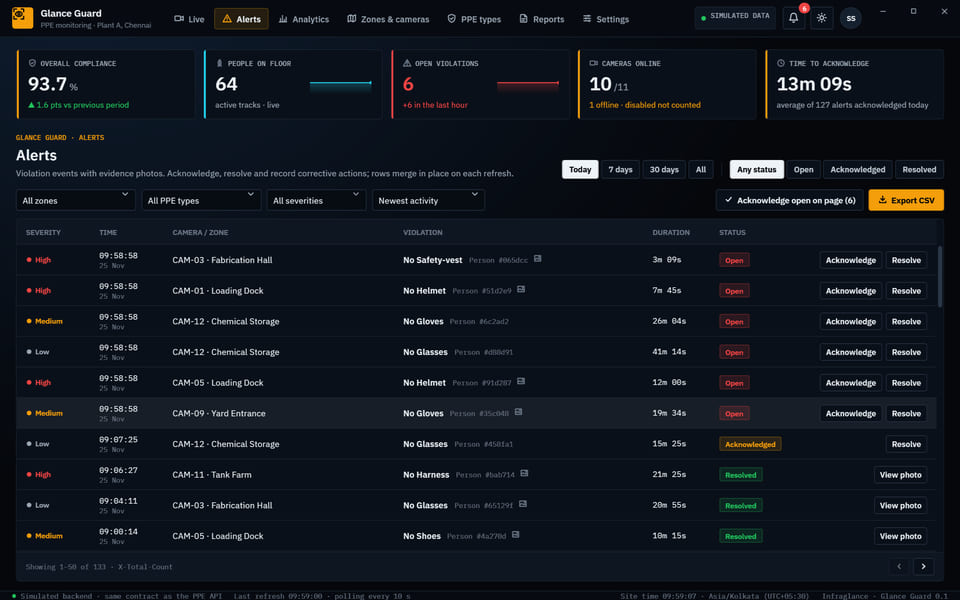 Glance Guard
PPE monitoring · Plant A, Chennai
Live
Alerts
Analytics
Zones & cameras
PPE types
Reports
Settings
SIMULATED DATA
6
SS
OVERALL COMPLIANCE
93.7 %
▲ 1.6 pts vs previous period
PEOPLE ON FLOOR
64
active tracks · live
OPEN VIOLATIONS
6
+6 in the last hour
CAMERAS ONLINE
10 /11
1 offline · disabled not counted
TIME TO ACKNOWLEDGE
13m 09s
average of 127 alerts acknowledged today
GLANCE GUARD · ALERTS
Alerts
Violation events with evidence photos. Acknowledge, resolve and record corrective actions; rows merge in place on each refresh.
Today 7 days 30 days All
Any status Open Acknowledged Resolved
All zones All PPE types All severities Newest activity
Acknowledge open on page (6) Export CSV
SEVERITY TIME CAMERA / ZONE VIOLATION DURATION STATUS
High 09:58:58 25 Nov CAM-03 · Fabrication Hall No Safety-vest Person #065dcc 3m 09s Open Acknowledge Resolve
High 09:58:58 25 Nov CAM-01 · Loading Dock No Helmet Person #51d2e9 7m 45s Open Acknowledge Resolve
Medium 09:58:58 25 Nov CAM-12 · Chemical Storage No Gloves Person #6c2ad2 26m 04s Open Acknowledge Resolve
Low 09:58:58 25 Nov CAM-12 · Chemical Storage No Glasses Person #d88d91 41m 14s Open Acknowledge Resolve
High 09:58:58 25 Nov CAM-05 · Loading Dock No Helmet Person #91d287 12m 00s Open Acknowledge Resolve
Medium 09:58:58 25 Nov CAM-09 · Yard Entrance No Gloves Person #35c048 19m 34s Open Acknowledge Resolve
Low 09:07:25 25 Nov CAM-12 · Chemical Storage No Glasses Person #450fa1 15m 25s Acknowledged Resolve
High 09:06:27 25 Nov CAM-11 · Tank Farm No Harness Person #bab714 21m 25s Resolved View photo
Low 09:04:11 25 Nov CAM-03 · Fabrication Hall No Glasses Person #65129f 20m 55s Resolved View photo
Medium 09:00:14 25 Nov CAM-05 · Loading Dock No Shoes Person #4a270d 10m 15s Resolved View photo
Showing 1-50 of 133 · X-Total-Count
Simulated backend · same contract as the PPE API Last refresh 09:59:00 · polling every 10 s
Site time 09:59:07 · Asia/Kolkata (UTC+05:30) Infraglance · Glance Guard 0.1